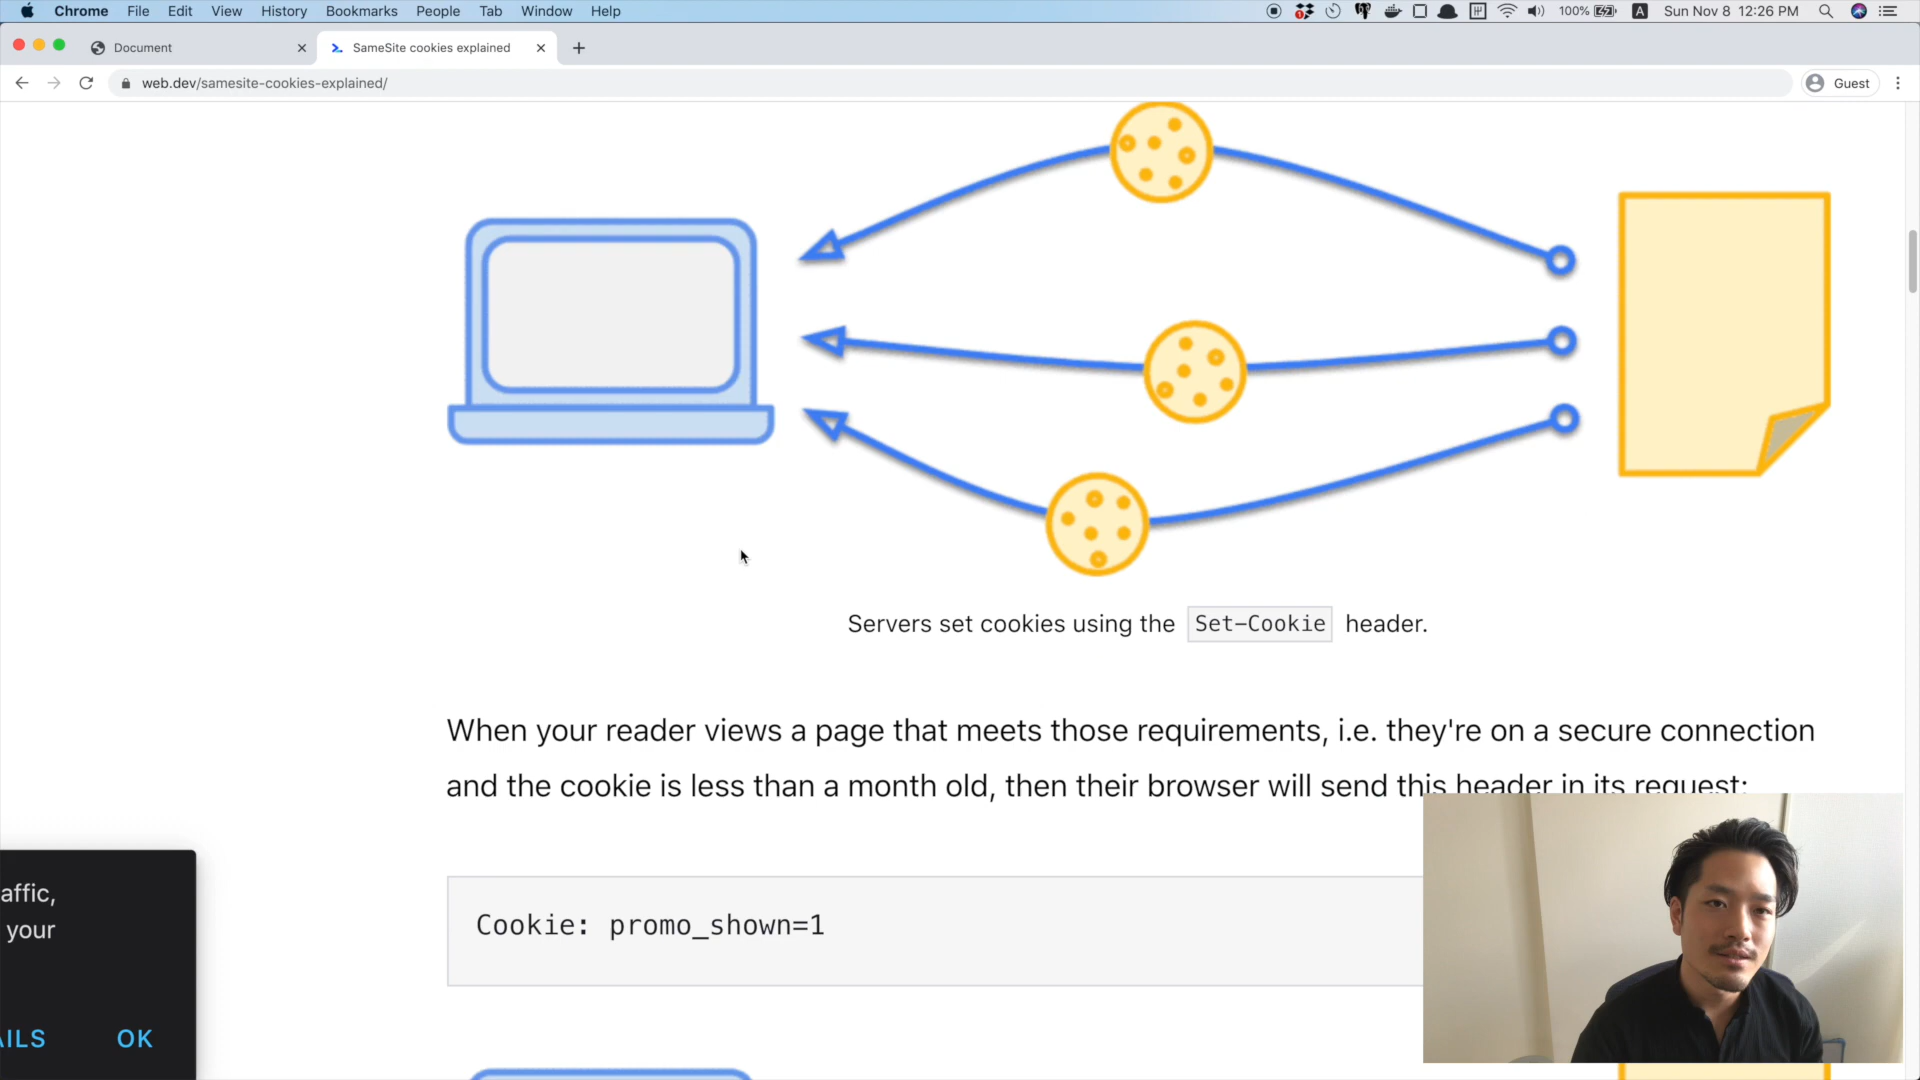 Chrome File Edit View History Bookmarks People Tab Window Help 100% A Sun Nov 8 12:26 PM
Document SameSite cookies explained
web.dev/samesite-cookies-explained/ Guest
Servers set cookies using the Set-Cookie header.
When your reader views a page that meets those requirements, i.e. they're on a secure connection
and the cookie is less than a month old, then their browser will send this header in its request:
affic,
your
Cookie: promo_shown=1
AILS OK